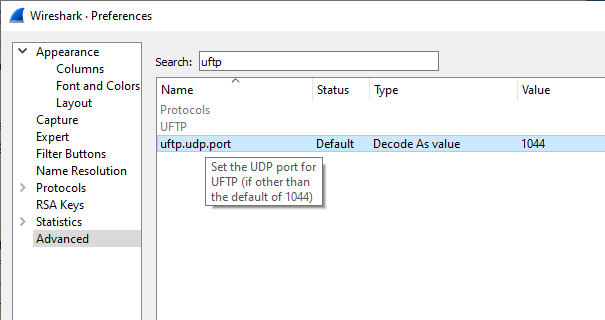 Wireshark · Preferences
Appearance
Columns
Font and Colors
Layout
Capture
Expert
Filter Buttons
Name Resolution
Protocols
RSA Keys
Statistics
Advanced
Search: uftp
Name Status Type Value
Protocols
UFTP
uftp.udp.port Default Decode As value 1044
Set the UDP port for
UFTP (if other than
the default of 1044)